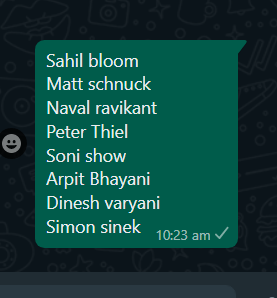 Sahil bloom
Matt schnuck
Naval ravikant
Peter Thiel
Soni show
Arpit Bhayani
Dinesh varyani
Simon sinek
10:23 am